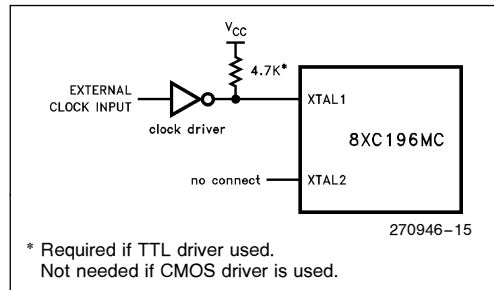 VCC
4.7K*
EXTERNAL
CLOCK INPUT
clock driver
XTAL1
8XC196MC
no connect
XTAL2
270946–15
* Required if TTL driver used.
Not needed if CMOS driver is used.